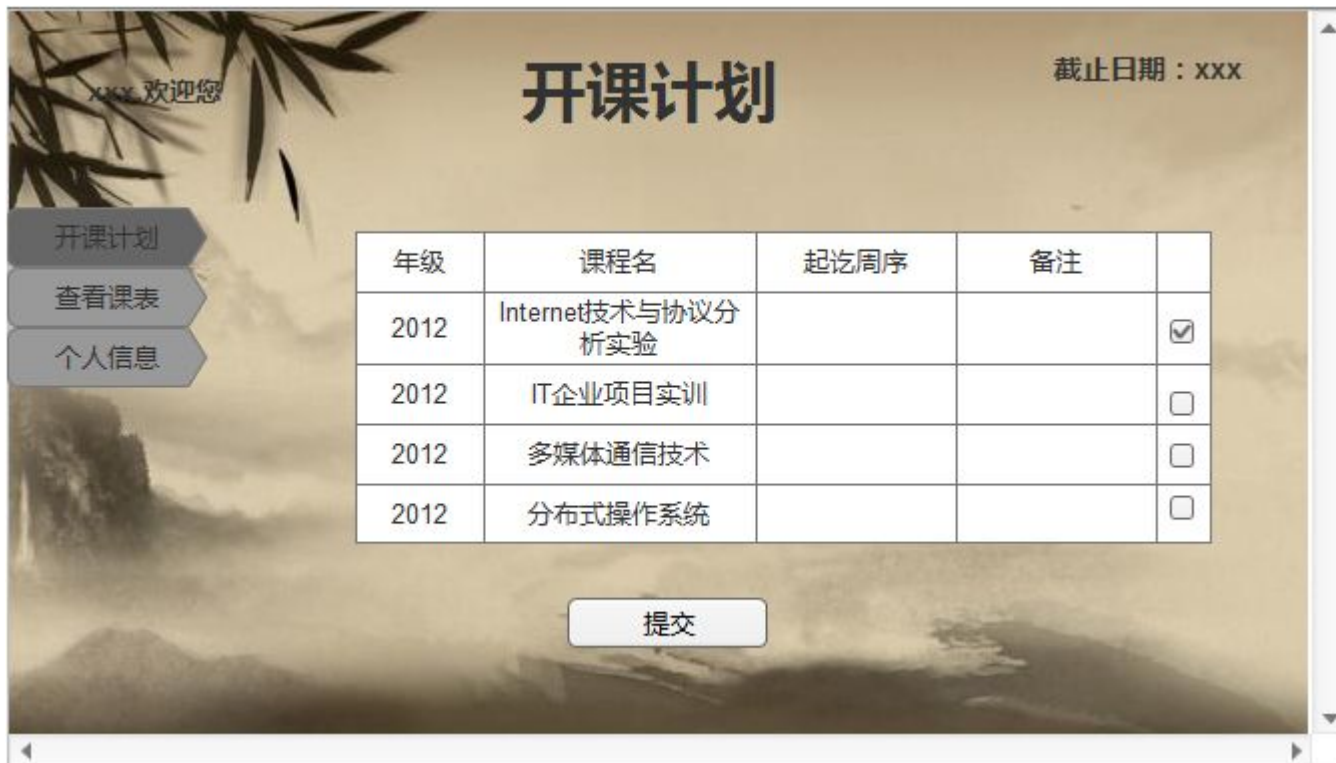 xxx 欢迎您
开课计划
截止日期：xxx
开课计划
查看课表
个人信息
年级 课程名 起讫周序 备注
2012 Internet技术与协议分
析实验
2012 IT企业项目实训
2012 多媒体通信技术
2012 分布式操作系统
提交